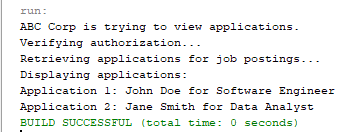 run:
ABC Corp is trying to view applications.
Verifying authorization...
Retrieving applications for job postings...
Displaying applications:
Application 1: John Doe for Software Engineer
Application 2: Jane Smith for Data Analyst
BUILD SUCCESSFUL (total time: 0 seconds)